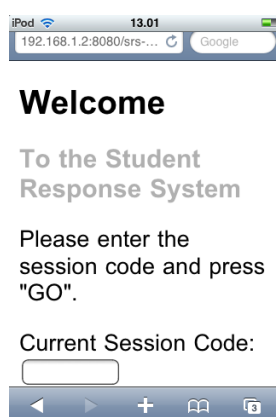 iPod 13.01
192.168.1.2:8080/srs-... Google
Welcome
To the Student
Response System
Please enter the
session code and press
"GO".
Current Session Code:
3